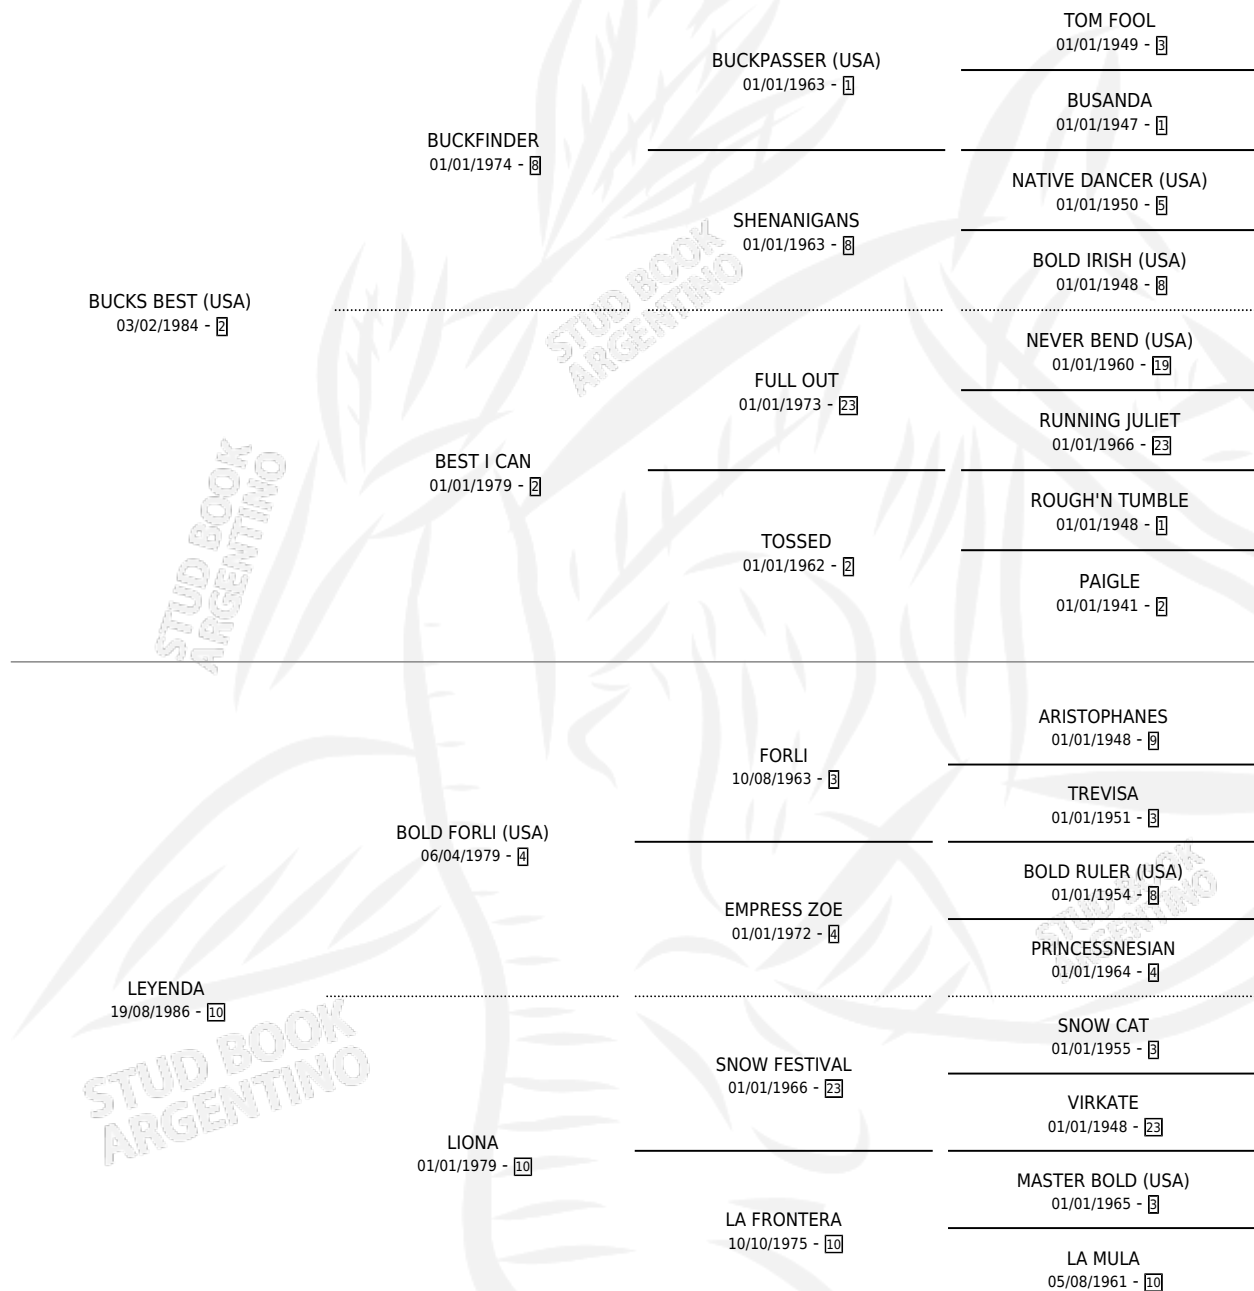 TOM FOOL
01/01/1949 - 3
BUCKPASSER (USA)
01/01/1963 - 1
BUSANDA
01/01/1947 - 1
BUCKFINDER
01/01/1974 - 8
NATIVE DANCER (USA)
01/01/1950 - 5
SHENANIGANS
01/01/1963 - 8
BOLD IRISH (USA)
01/01/1948 - 8
BUCKS BEST (USA)
03/02/1984 - 2
NEVER BEND (USA)
01/01/1960 - 19
FULL OUT
01/01/1973 - 23
RUNNING JULIET
01/01/1966 - 23
BEST I CAN
01/01/1979 - 2
ROUGH'N TUMBLE
01/01/1948 - 1
TOSSED
01/01/1962 - 2
PAIGLE
01/01/1941 - 2
ARISTOPHANES
01/01/1948 - 9
FORLI
10/08/1963 - 3
TREVISA
01/01/1951 - 3
BOLD FORLI (USA)
06/04/1979 - 4
BOLD RULER (USA)
01/01/1954 - 8
EMPRESS ZOE
01/01/1972 - 4
PRINCESSNESIAN
01/01/1964 - 4
LEYENDA
19/08/1986 - 10
SNOW CAT
01/01/1955 - 3
SNOW FESTIVAL
01/01/1966 - 23
VIRKATE
01/01/1948 - 23
LIONA
01/01/1979 - 10
MASTER BOLD (USA)
01/01/1965 - 3
LA FRONTERA
10/10/1975 - 10
LA MULA
05/08/1961 - 10
STUD BOOK
ARGENTINO
STUD BOOK
ARGENTINO
STUD BOOK
ARGENTINO
STUD BOOK
ARGENTINO